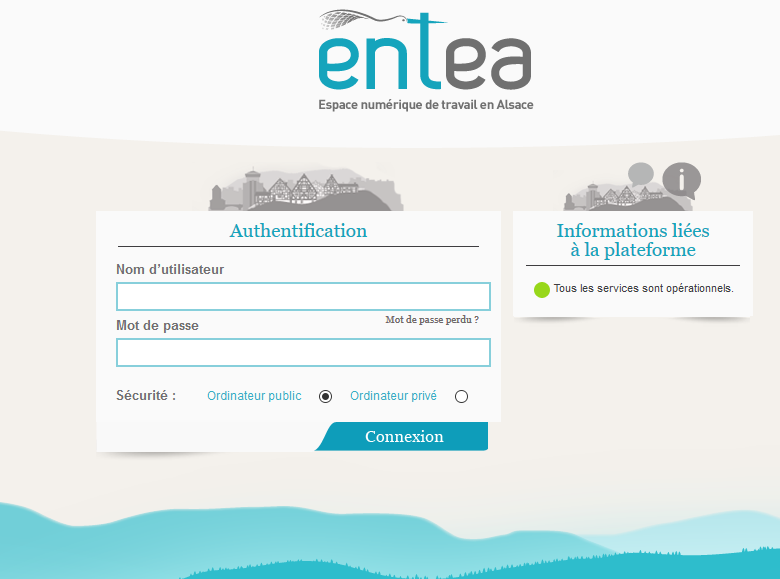 entea
Espace numérique de travail en Alsace
Authentification
Nom d'utilisateur
Mot de passe perdu ?
Mot de passe
Sécurité :
Ordinateur public
Ordinateur privé
Connexion
Informations liées
à la plateforme
Tous les services sont opérationnels.